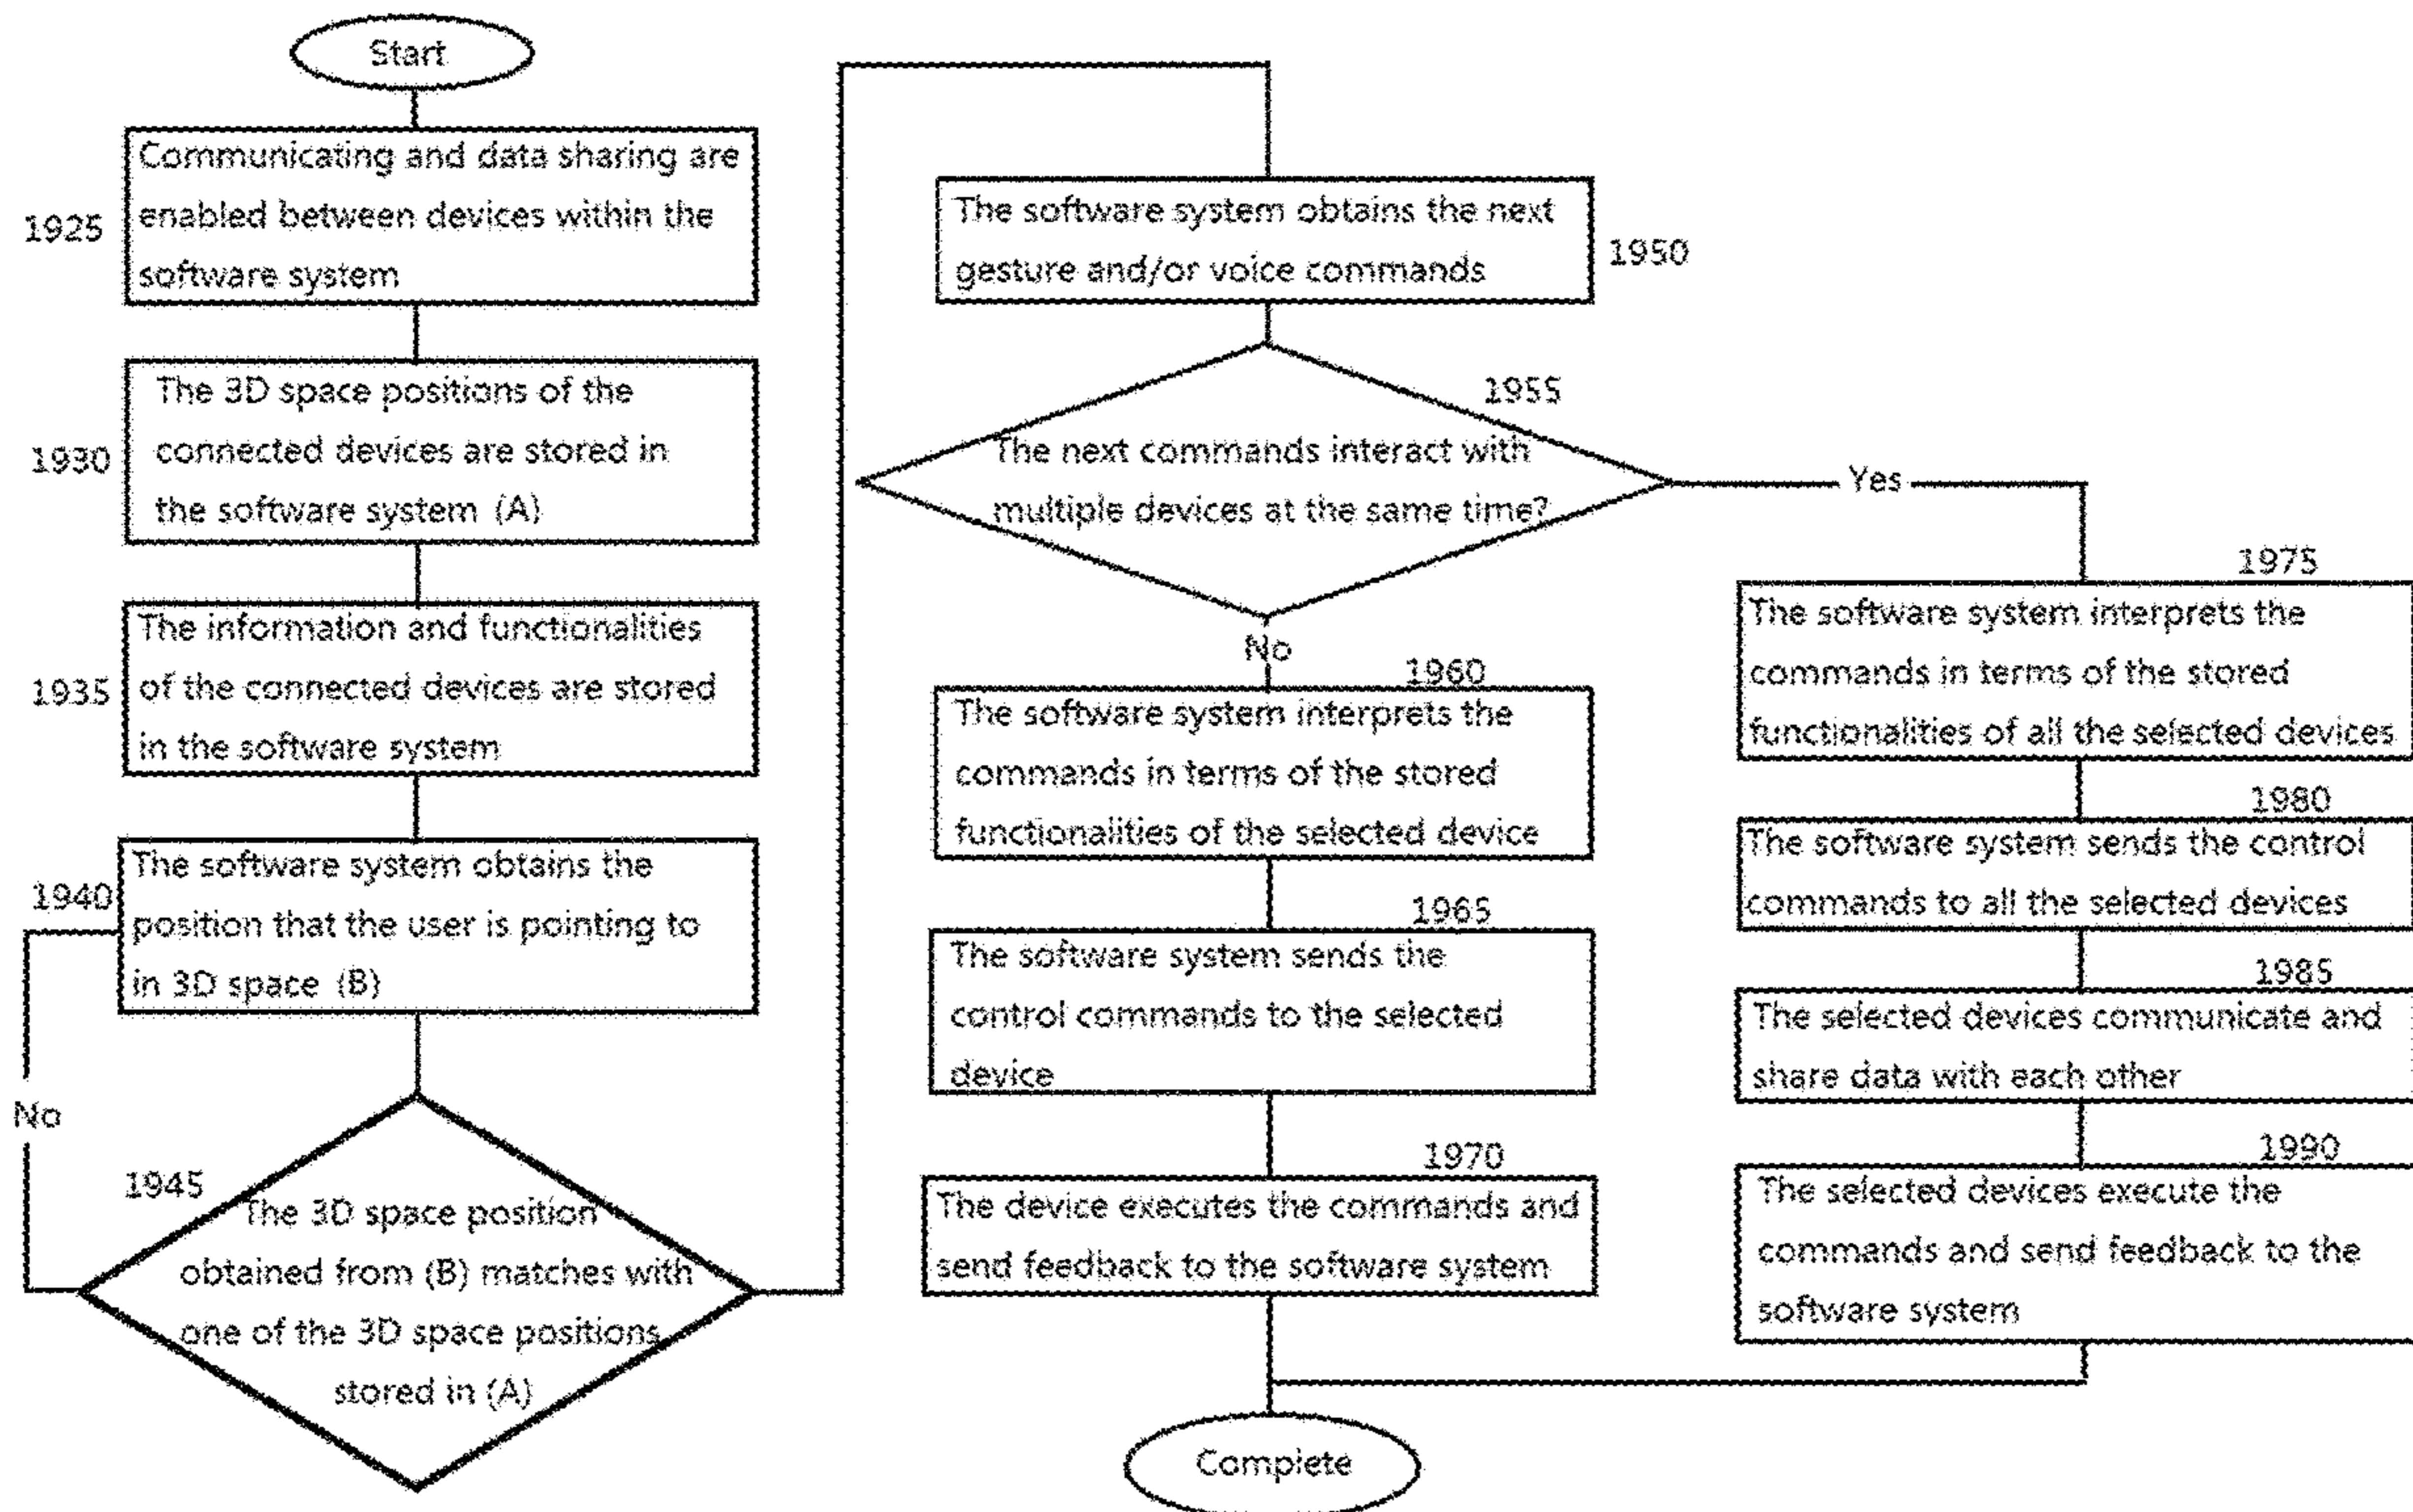 Start
1925
Communicating and data sharing are
enabled between devices within the
software system
1930
The 3D space positions of the
connected devices are stored in
the software system (A)
1935
The information and functionalities
of the connected devices are stored
in the software system
1940
The software system obtains the
position that the user is pointing to
in 3D space (B)
No
1945
The 3D space position
obtained from (B) matches with
one of the 3D space positions
stored in (A)
The software system obtains the next
gesture and/or voice commands
1950
1955
The next commands interact with
multiple devices at the same time?
Yes
No
1960
The software system interprets the
commands in terms of the stored
functionalities of the selected device
1965
The software system sends the
control commands to the selected
device
1970
The device executes the commands and
send feedback to the software system
1975
The software system interprets the
commands in terms of the stored
functionalities of all the selected devices
1980
The software system sends the control
commands to all the selected devices
1985
The selected devices communicate and
share data with each other
1990
The selected devices execute the
commands and send feedback to the
software system
Complete